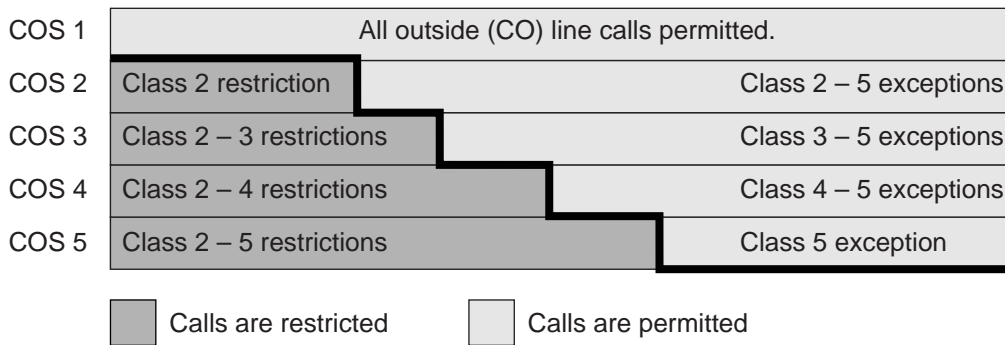 COS 1 All outside (CO) line calls permitted.
COS 2 Class 2 restriction Class 2 – 5 exceptions
COS 3 Class 2 – 3 restrictions Class 3 – 5 exceptions
COS 4 Class 2 – 4 restrictions Class 4 – 5 exceptions
COS 5 Class 2 – 5 restrictions Class 5 exception
Calls are restricted Calls are permitted